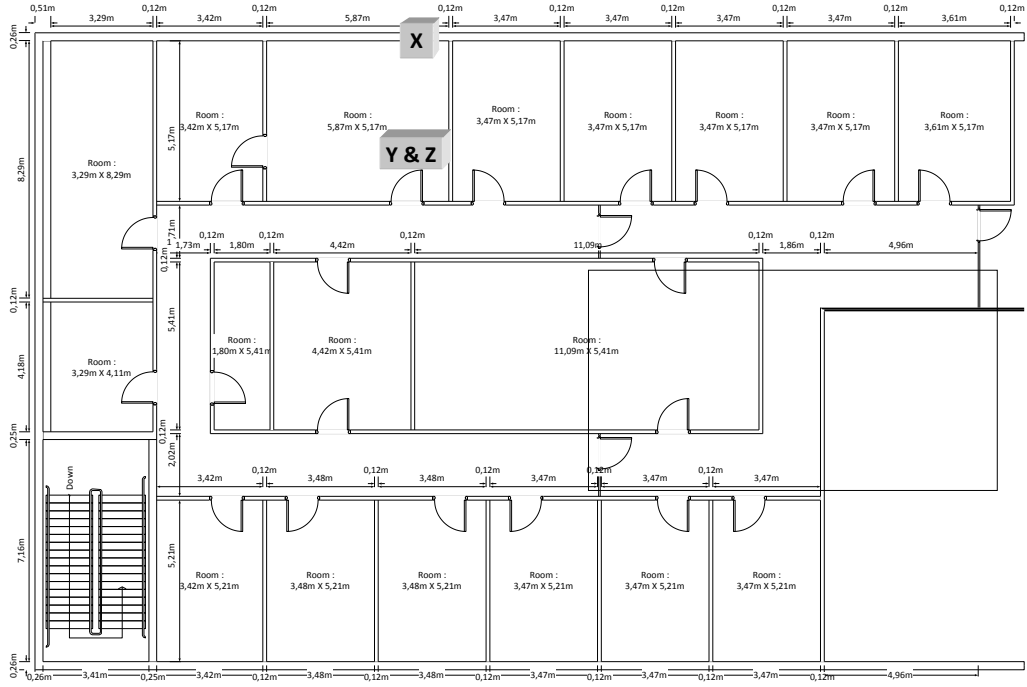 0,51m 0,12m 0,12m 0,12m 0,12m 0,12m 0,12m 0,12m 0,12m
3,29m 3,42m 5,87m 3,47m 3,47m 3,47m 3,47m 3,61m
0,26m
X
Room :
3,42m X 5,17m
Room :
5,87m X 5,17m
Room :
3,47m X 5,17m
Room :
3,47m X 5,17m
Room :
3,47m X 5,17m
Room :
3,47m X 5,17m
Room :
3,61m X 5,17m
5,17m
Y & Z
8,29m
Room :
3,29m X 8,29m
1,71m
0,12m 0,12m 0,12m 0,12m 0,12m
1,73m 1,80m 4,42m 11,09m 1,86m 4,96m
0,12m
0,12m
5,41m
Room :
1,80m X 5,41m
Room :
4,42m X 5,41m
Room :
11,09m X 5,41m
4,18m
Room :
3,29m X 4,11m
0,25m
0,12m
2,02m
0,12m 0,12m 0,12m 0,12m 0,12m
3,42m 3,48m 3,48m 3,47m 3,47m 3,47m
Down
7,16m
5,21m
Room :
3,42m X 5,21m
Room :
3,48m X 5,21m
Room :
3,48m X 5,21m
Room :
3,47m X 5,21m
Room :
3,47m X 5,21m
Room :
3,47m X 5,21m
0,26m
0,26m 3,41m 0,25m 3,42m 0,12m 3,48m 0,12m 3,48m 0,12m 3,47m 0,12m 3,47m 0,12m 3,47m 0,12m 4,96m